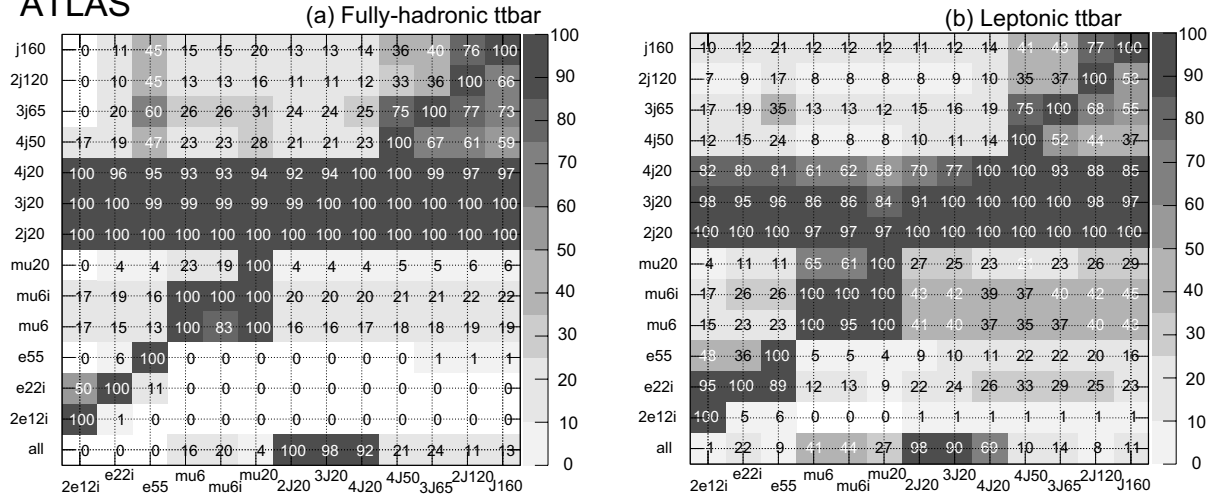 ATLAS
(a) Fully-hadronic ttbar
j160 0 11 45 15 15 20 13 13 14 36 40 76 100
2j120 0 10 45 13 13 16 11 11 12 33 36 100 66
3j65 0 20 60 26 26 31 24 24 25 75 100 77 73
4j50 17 19 47 23 23 28 21 21 23 100 67 61 59
4j20 100 96 95 93 93 94 92 94 100 100 99 97 97
3j20 100 100 99 99 99 99 99 100 100 100 100 100 100
2j20 100 100 100 100 100 100 100 100 100 100 100 100 100
mu20 0 4 4 23 19 100 4 4 4 5 5 6 6
mu6i 17 19 16 100 100 100 20 20 20 21 21 22 22
mu6 17 15 13 100 83 100 16 16 17 18 18 19 19
e55 0 6 100 0 0 0 0 0 0 0 1 1 1
e22i 50 100 11 0 0 0 0 0 0 0 0 0 0
2e12i 100 1 0 0 0 0 0 0 0 0 0 0 0
all 0 0 0 16 20 4 100 98 92 21 24 11 13
2e12i e22i e55 mu6 mu6i mu20 2J20 3J20 4J20 4J50 3J65 2J120 J160
100
90
80
70
60
50
40
30
20
10
0
(b) Leptonic ttbar
j160 10 12 21 12 12 12 11 12 14 41 43 77 100
2j120 7 9 17 8 8 8 8 9 10 35 37 100 53
3j65 17 19 35 13 13 12 15 16 19 75 100 68 55
4j50 12 15 24 8 8 8 10 11 14 100 52 44 37
4j20 82 80 81 61 62 58 70 77 100 100 93 88 85
3j20 98 95 96 86 86 84 91 100 100 100 100 98 97
2j20 100 100 100 97 97 97 100 100 100 100 100 100 100
mu20 4 11 11 65 61 100 27 25 23 23 26 29
mu6i 17 26 26 100 100 100 43 42 39 37 40 42 45
mu6 15 23 23 100 95 100 41 40 37 35 37 40 43
e55 36 100 5 5 4 9 10 11 22 22 20 16
e22i 95 100 89 12 13 9 22 24 26 33 29 25 23
2e12i 100 5 6 0 0 0 1 1 1 1 1 1 1
all 1 22 9 41 44 27 98 90 69 10 14 8 11
2e12i e22i e55 mu6 mu6i mu20 2J20 3J20 4J20 4J50 3J65 2J120 J160
100
90
80
70
60
50
40
30
20
10
0